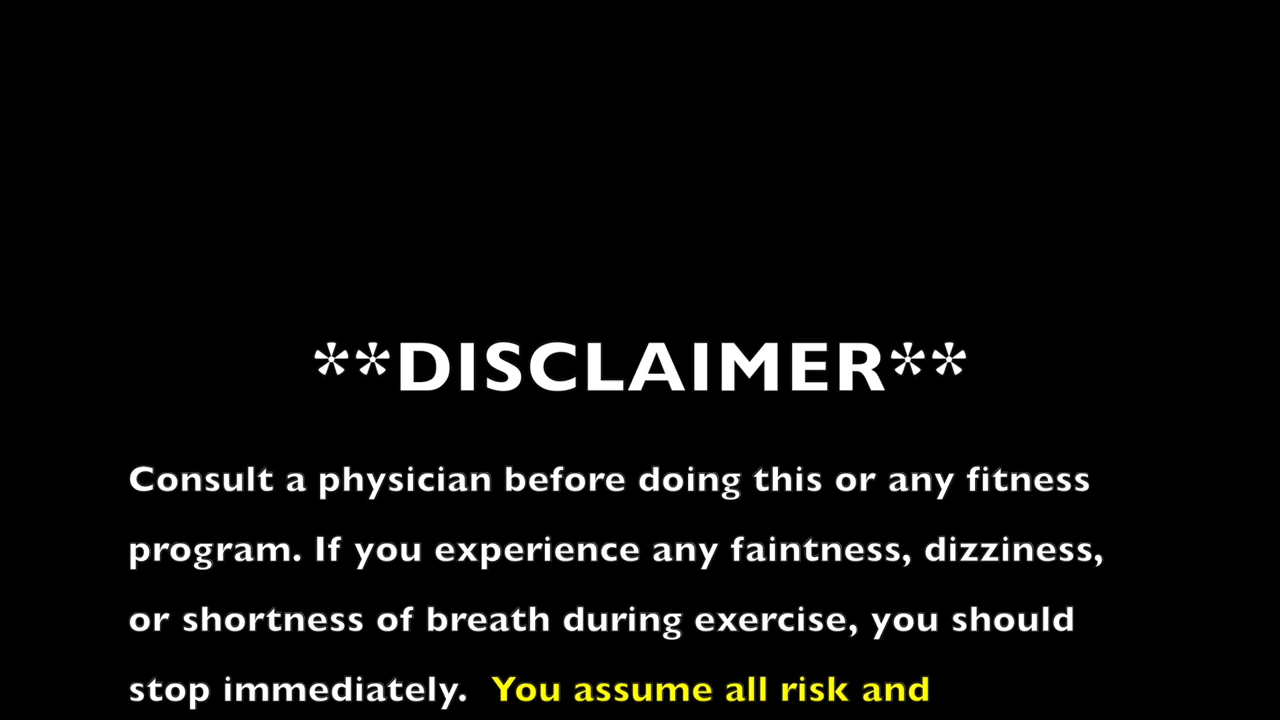 **DISCLAIMER**
Consult a physician before doing this or any fitness
program. If you experience any faintness, dizziness,
or shortness of breath during exercise, you should
stop immediately.  You assume all risk and